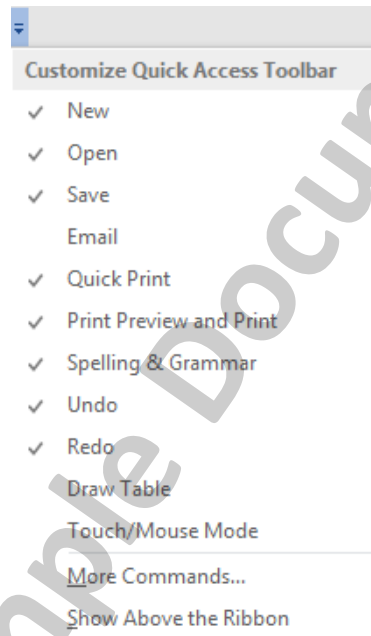 Customize Quick Access Toolbar
New
Open
Save
Email
Quick Print
Print Preview and Print
Spelling & Grammar
Undo
Redo
Draw Table
Touch/Mouse Mode
More Commands...
Show Above the Ribbon